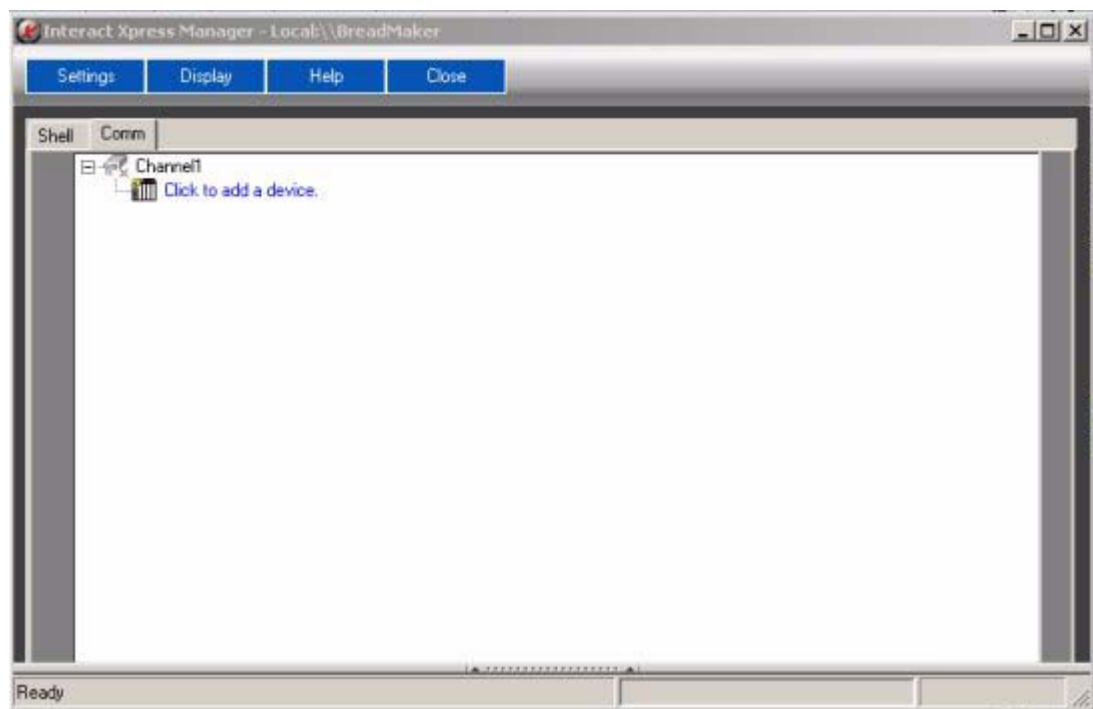 Interact Xpress Manager - Local:\\BreadMaker
Settings Display Help Close
Shell Comm
Channel1
Click to add a device.
Ready